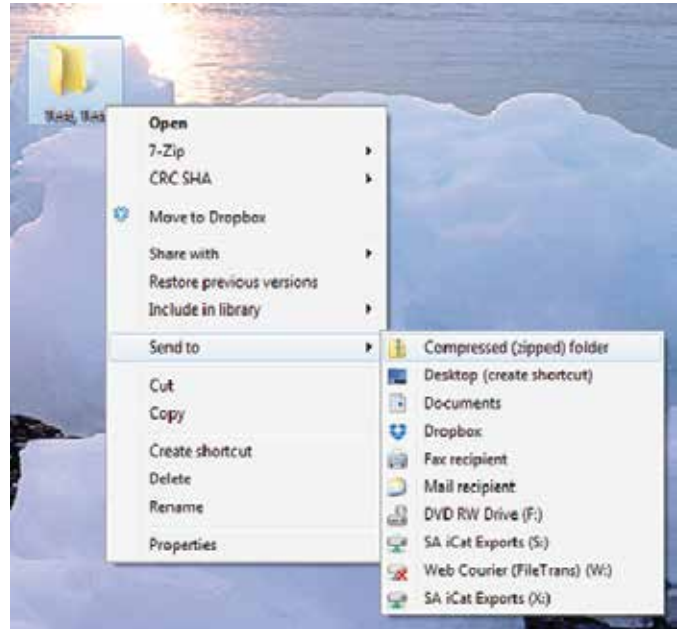 Open
7-Zip
CRC SHA
Move to Dropbox
Share with
Restore previous versions
Include in library
Send to
Cut
Copy
Create shortcut
Delete
Rename
Properties
Compressed (zipped) folder
Desktop (create shortcut)
Documents
Dropbox
Fax recipient
Mail recipient
DVD RW Drive (F:)
SA iCat Exports (S:)
Web Courier (FileTrans) (W:)
SA iCat Exports (X:)